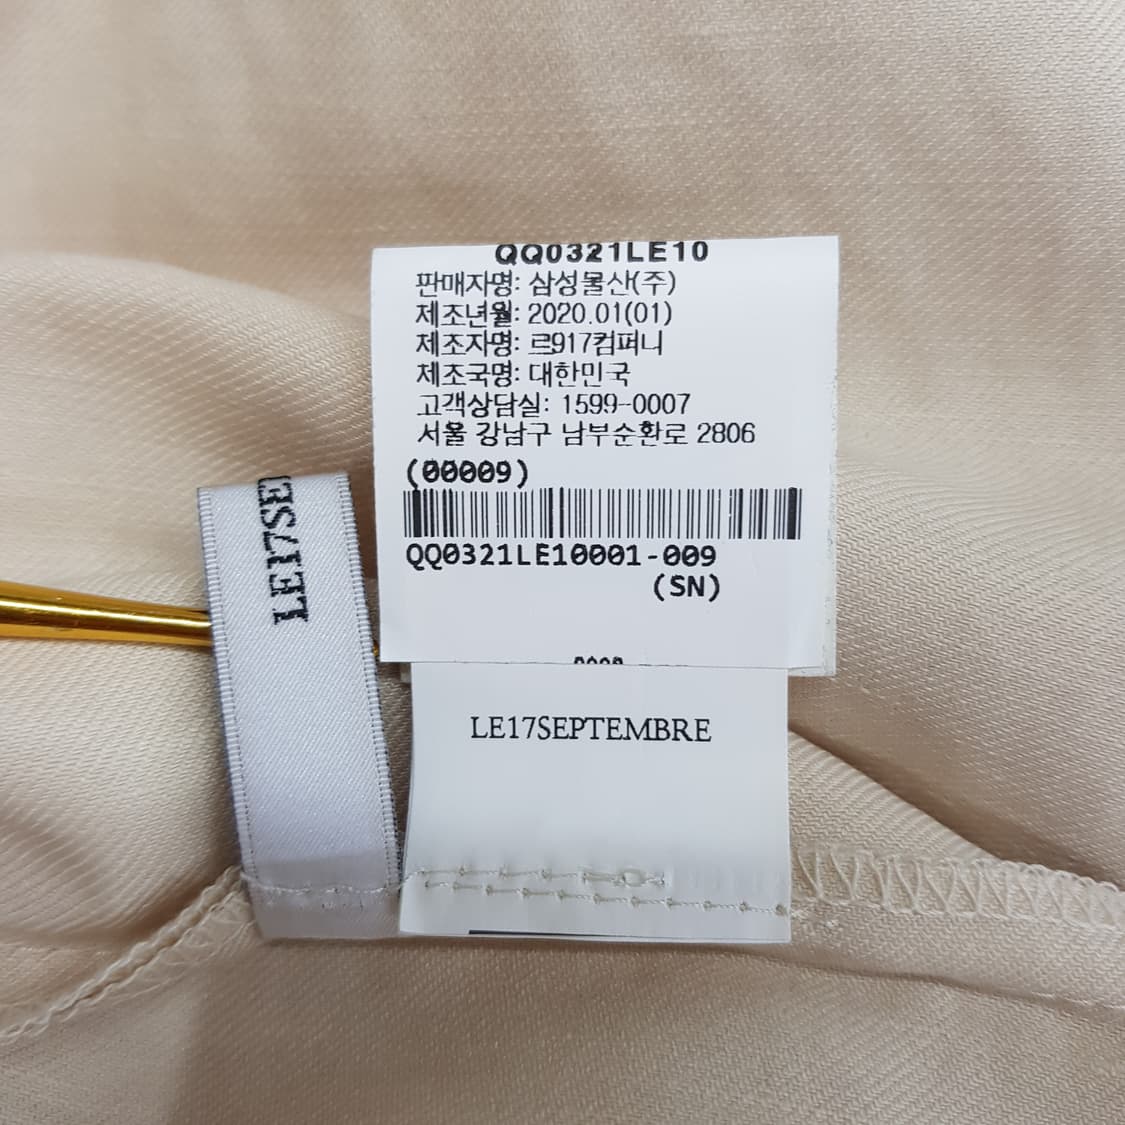 QQ0321LE10
판매자명: 삼성물산(주)
제조년월: 2020.01(01)
제조자명: 르917컴퍼니
제조국명: 대한민국
고객상담실: 1599-0007
서울 강남구 남부순환로 2806
(00009)
QQ0321LE10001-009
(SN)
LE17SE
LE17SEPTEMBRE